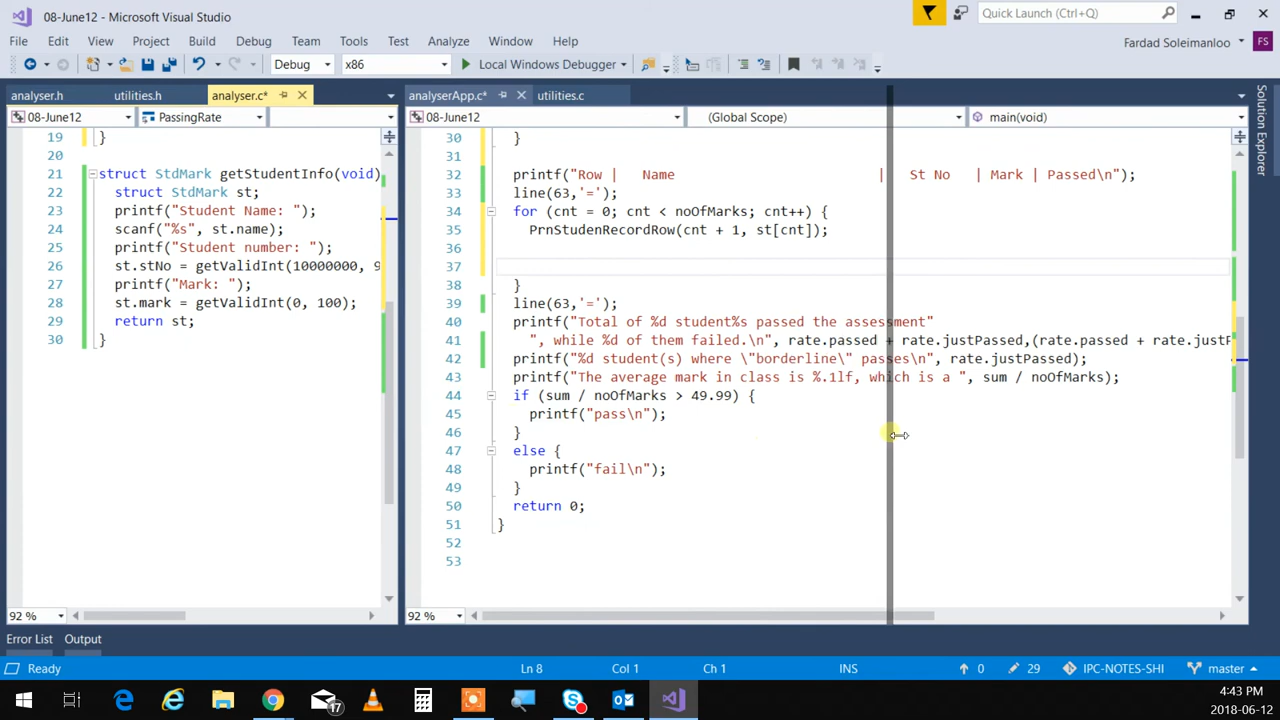 08-June12 - Microsoft Visual Studio
Quick Launch (Ctrl+Q)
File Edit View Project Build Debug Team Tools Test Analyze Window Help
Fardad Soleimanloo FS
Debug x86 Local Windows Debugger
analyser.h utilities.h analyser.c*
analyserApp.c* utilities.c
08-June12 PassingRate
08-June12 (Global Scope) main(void)
Solution Explorer
19 }
20
21 struct StdMark getStudentInfo(void)
22 struct StdMark st;
23 printf("Student Name: ");
24 scanf("%s", st.name);
25 printf("Student number: ");
26 st.stNo = getValidInt(10000000, 9
27 printf("Mark: ");
28 st.mark = getValidInt(0, 100);
29 return st;
30 }
30 }
31
32 printf("Row | Name | St No | Mark | Passed\n");
33 line(63,'=');
34 for (cnt = 0; cnt < noOfMarks; cnt++) {
35 PrnStudenRecordRow(cnt + 1, st[cnt]);
36
37
38 }
39 line(63,'=');
40 printf("Total of %d student%s passed the assessment"
41 ", while %d of them failed.\n", rate.passed + rate.justPassed,(rate.passed + rate.justP
42 printf("%d student(s) where \"borderline\" passes\n", rate.justPassed);
43 printf("The average mark in class is %.1lf, which is a ", sum / noOfMarks);
44 if (sum / noOfMarks > 49.99) {
45 printf("pass\n");
46 }
47 else {
48 printf("fail\n");
49 }
50 return 0;
51 }
52
53
92 %
92 %
Error List Output
Ready Ln 8 Col 1 Ch 1 INS 0 29 IPC-NOTES-SHI master
17
4:43 PM
2018-06-12